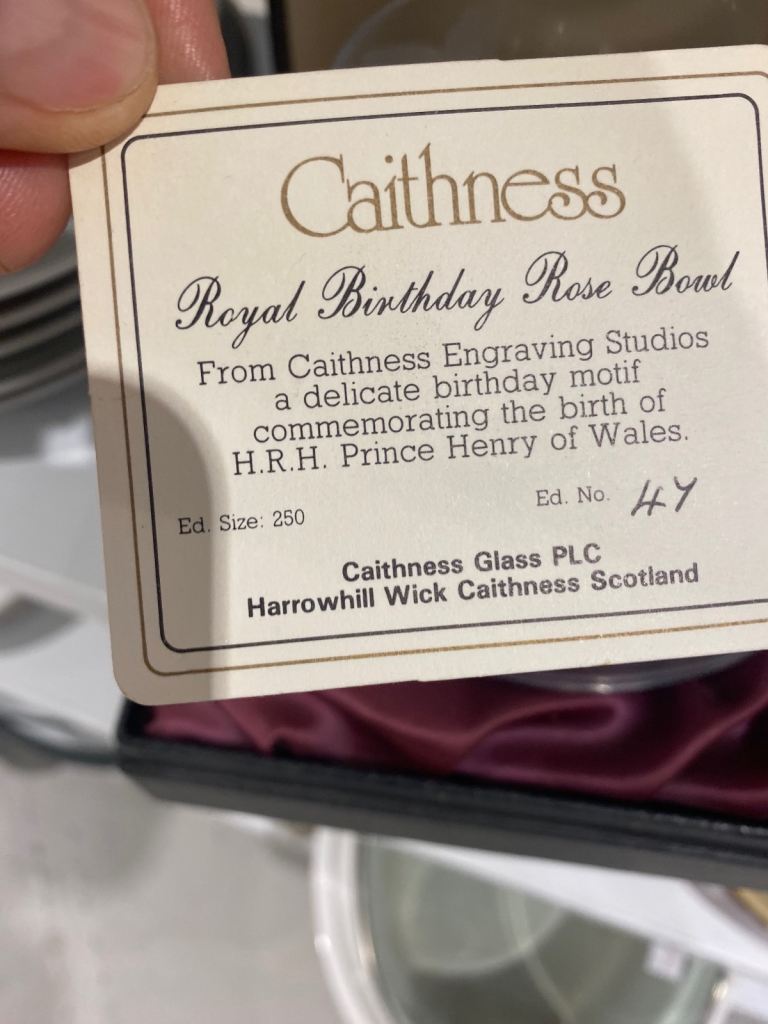 Caithness
Royal Birthday Rose Bowl
From Caithness Engraving Studios
a delicate birthday motif
commemorating the birth of
H.R.H. Prince Henry of Wales.
Ed. Size: 250
Ed. No. 47
Caithness Glass PLC
Harrowhill Wick Caithness Scotland